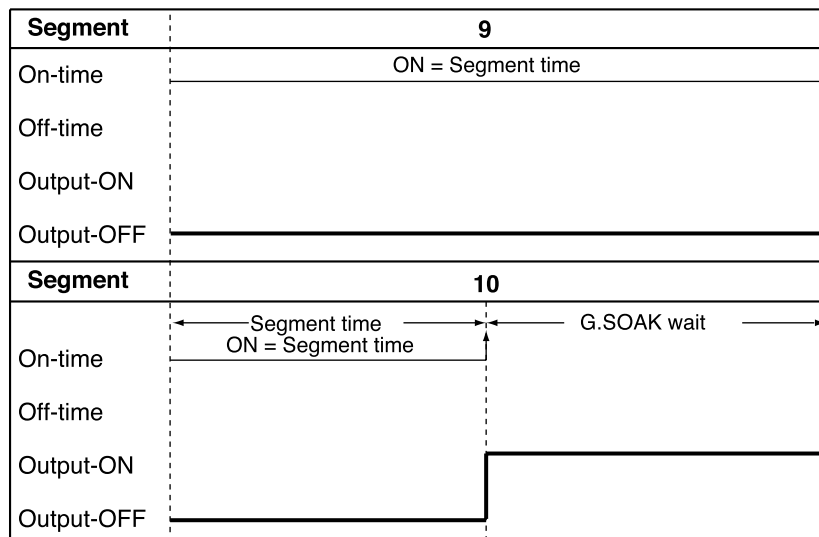 Segment 9
On-time ON = Segment time
Off-time
Output-ON
Output-OFF
Segment 10
Segment time G.SOAK wait
On-time ON = Segment time
Off-time
Output-ON
Output-OFF